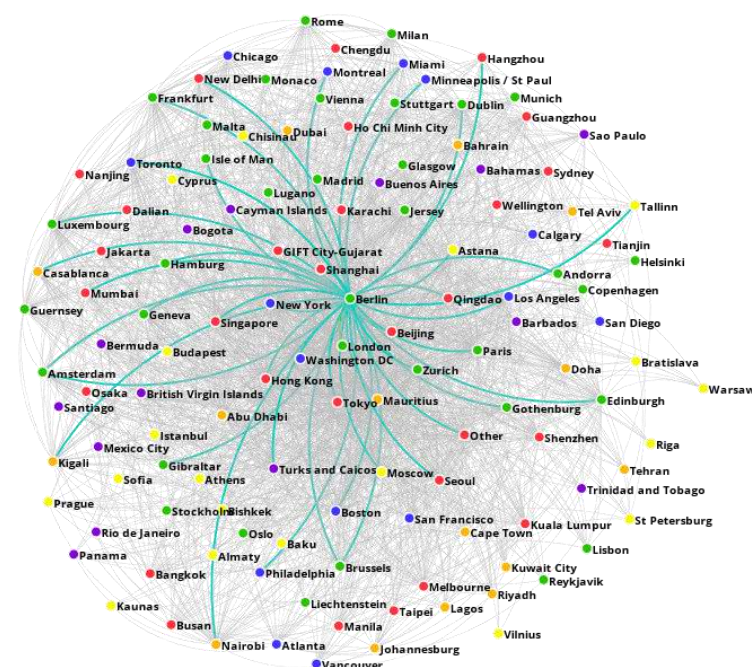 Rome
Milan
Chengdu
Chicago
Hangzhou
Miami
Montreal
New Delhi
Monaco
Minneapolis / St Paul
Frankfurt
Vienna
Stuttgart
Dublin
Munich
Guangzhou
Malta
Chisinau
Dubai
Ho Chi Minh City
Sao Paulo
Bahrain
Isle of Man
Toronto
Glasgow
Bahamas
Sydney
Nanjing
Cyprus
Madrid
Buenos Aires
Lugano
Dalian
Cayman Islands
Karachi
Jersey
Wellington
Tel Aviv
Tallinn
Luxembourg
Bogota
Calgary
Tianjin
Jakarta
GIFT City-Gujarat
Astana
Hamburg
Helsinki
Casablanca
Shanghai
Andorra
Mumbai
Copenhagen
New York
Berlin
Qingdao
Los Angeles
Guernsey
Geneva
Singapore
Barbados
San Diego
Beijing
Bermuda
Budapest
London
Paris
Washington DC
Bratislava
Amsterdam
Zurich
Doha
Hong Kong
Warsaw
Osaka
British Virgin Islands
Tokyo
Mauritius
Edinburgh
Santiago
Gothenburg
Abu Dhabi
Istanbul
Other
Shenzhen
Mexico City
Riga
Kigali
Gibraltar
Turks and Caicos
Moscow
Tehran
Sofia
Athens
Seoul
Trinidad and Tobago
Prague
Stockholm
Bishkek
Boston
San Francisco
Kuala Lumpur
St Petersburg
Rio de Janeiro
Oslo
Cape Town
Baku
Lisbon
Panama
Almaty
Bangkok
Philadelphia
Brussels
Kuwait City
Reykjavik
Melbourne
Riyadh
Kaunas
Liechtenstein
Taipei
Lagos
Busan
Manila
Vilnius
Nairobi
Atlanta
Johannesburg
Vancouver